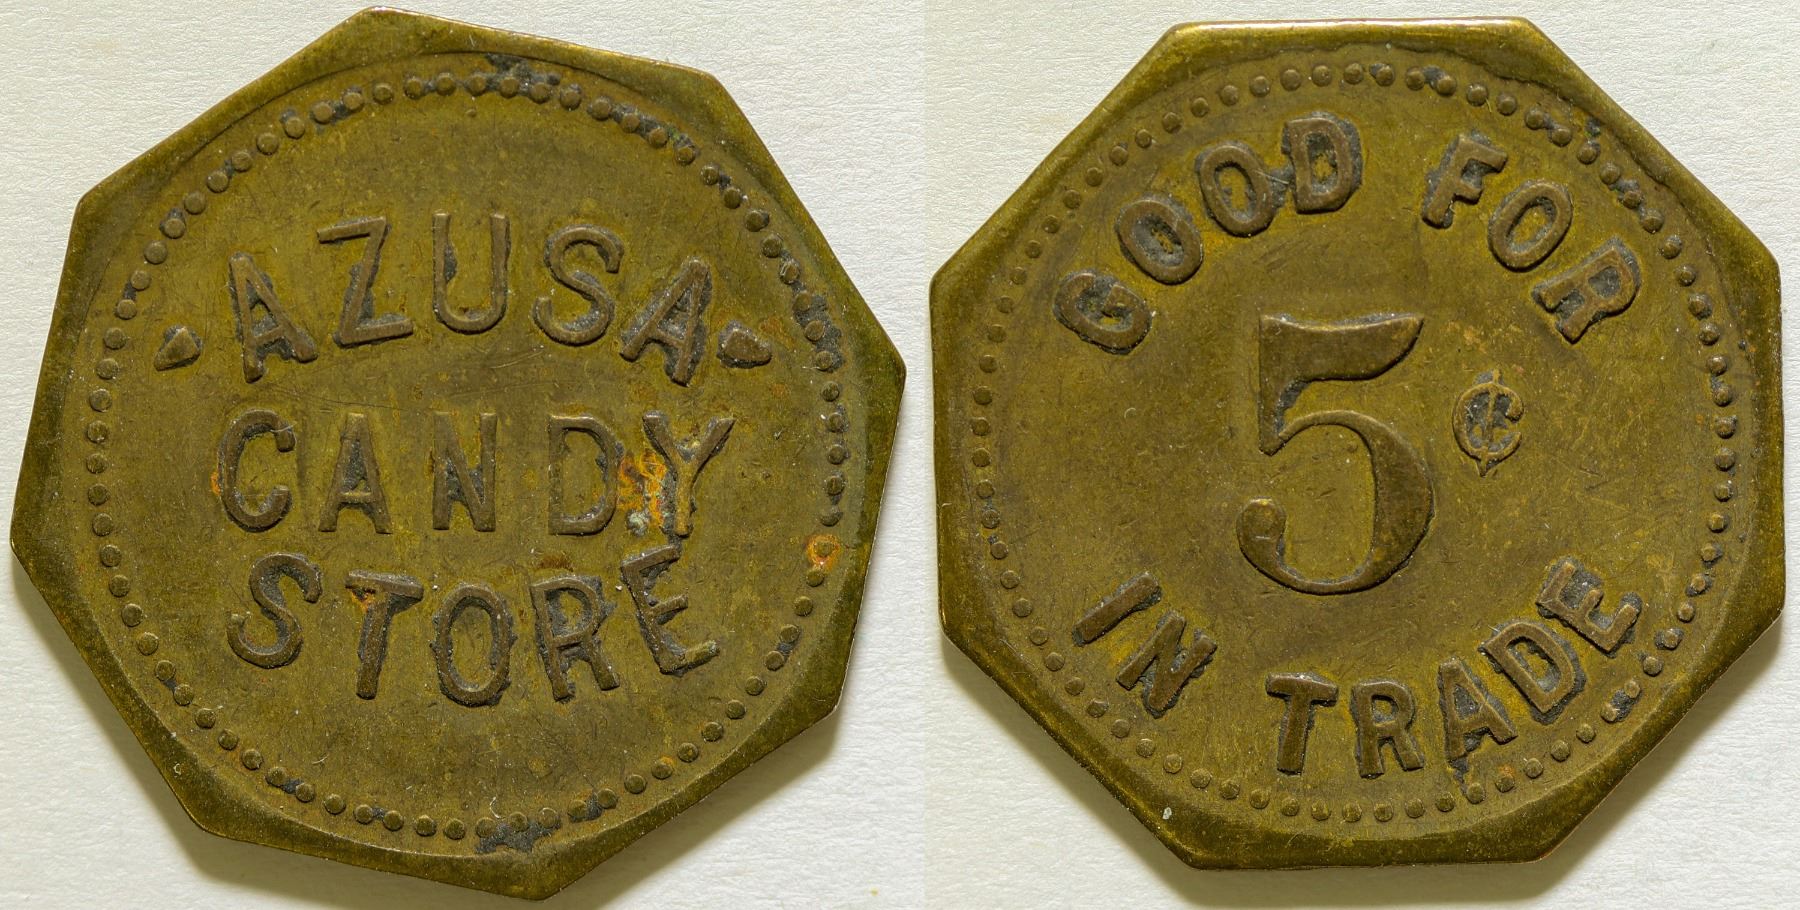 AZUSA
CANDY
STORE
GOOD FOR
5¢
IN TRADE